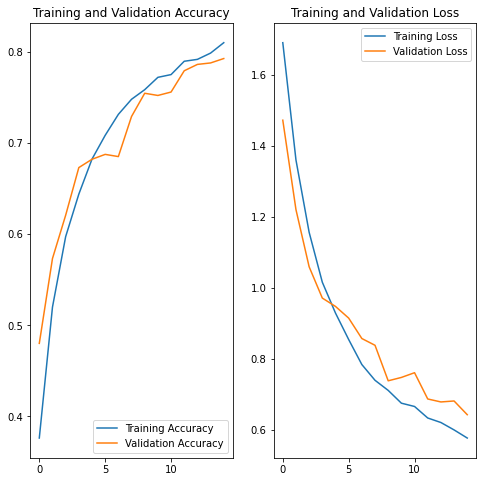 Training and Validation Accuracy
0.8
0.7
0.6
0.5
0.4
0
5
10
Training Accuracy
Validation Accuracy
Training and Validation Loss
1.6
1.4
1.2
1.0
0.8
0.6
0
5
10
Training Loss
Validation Loss